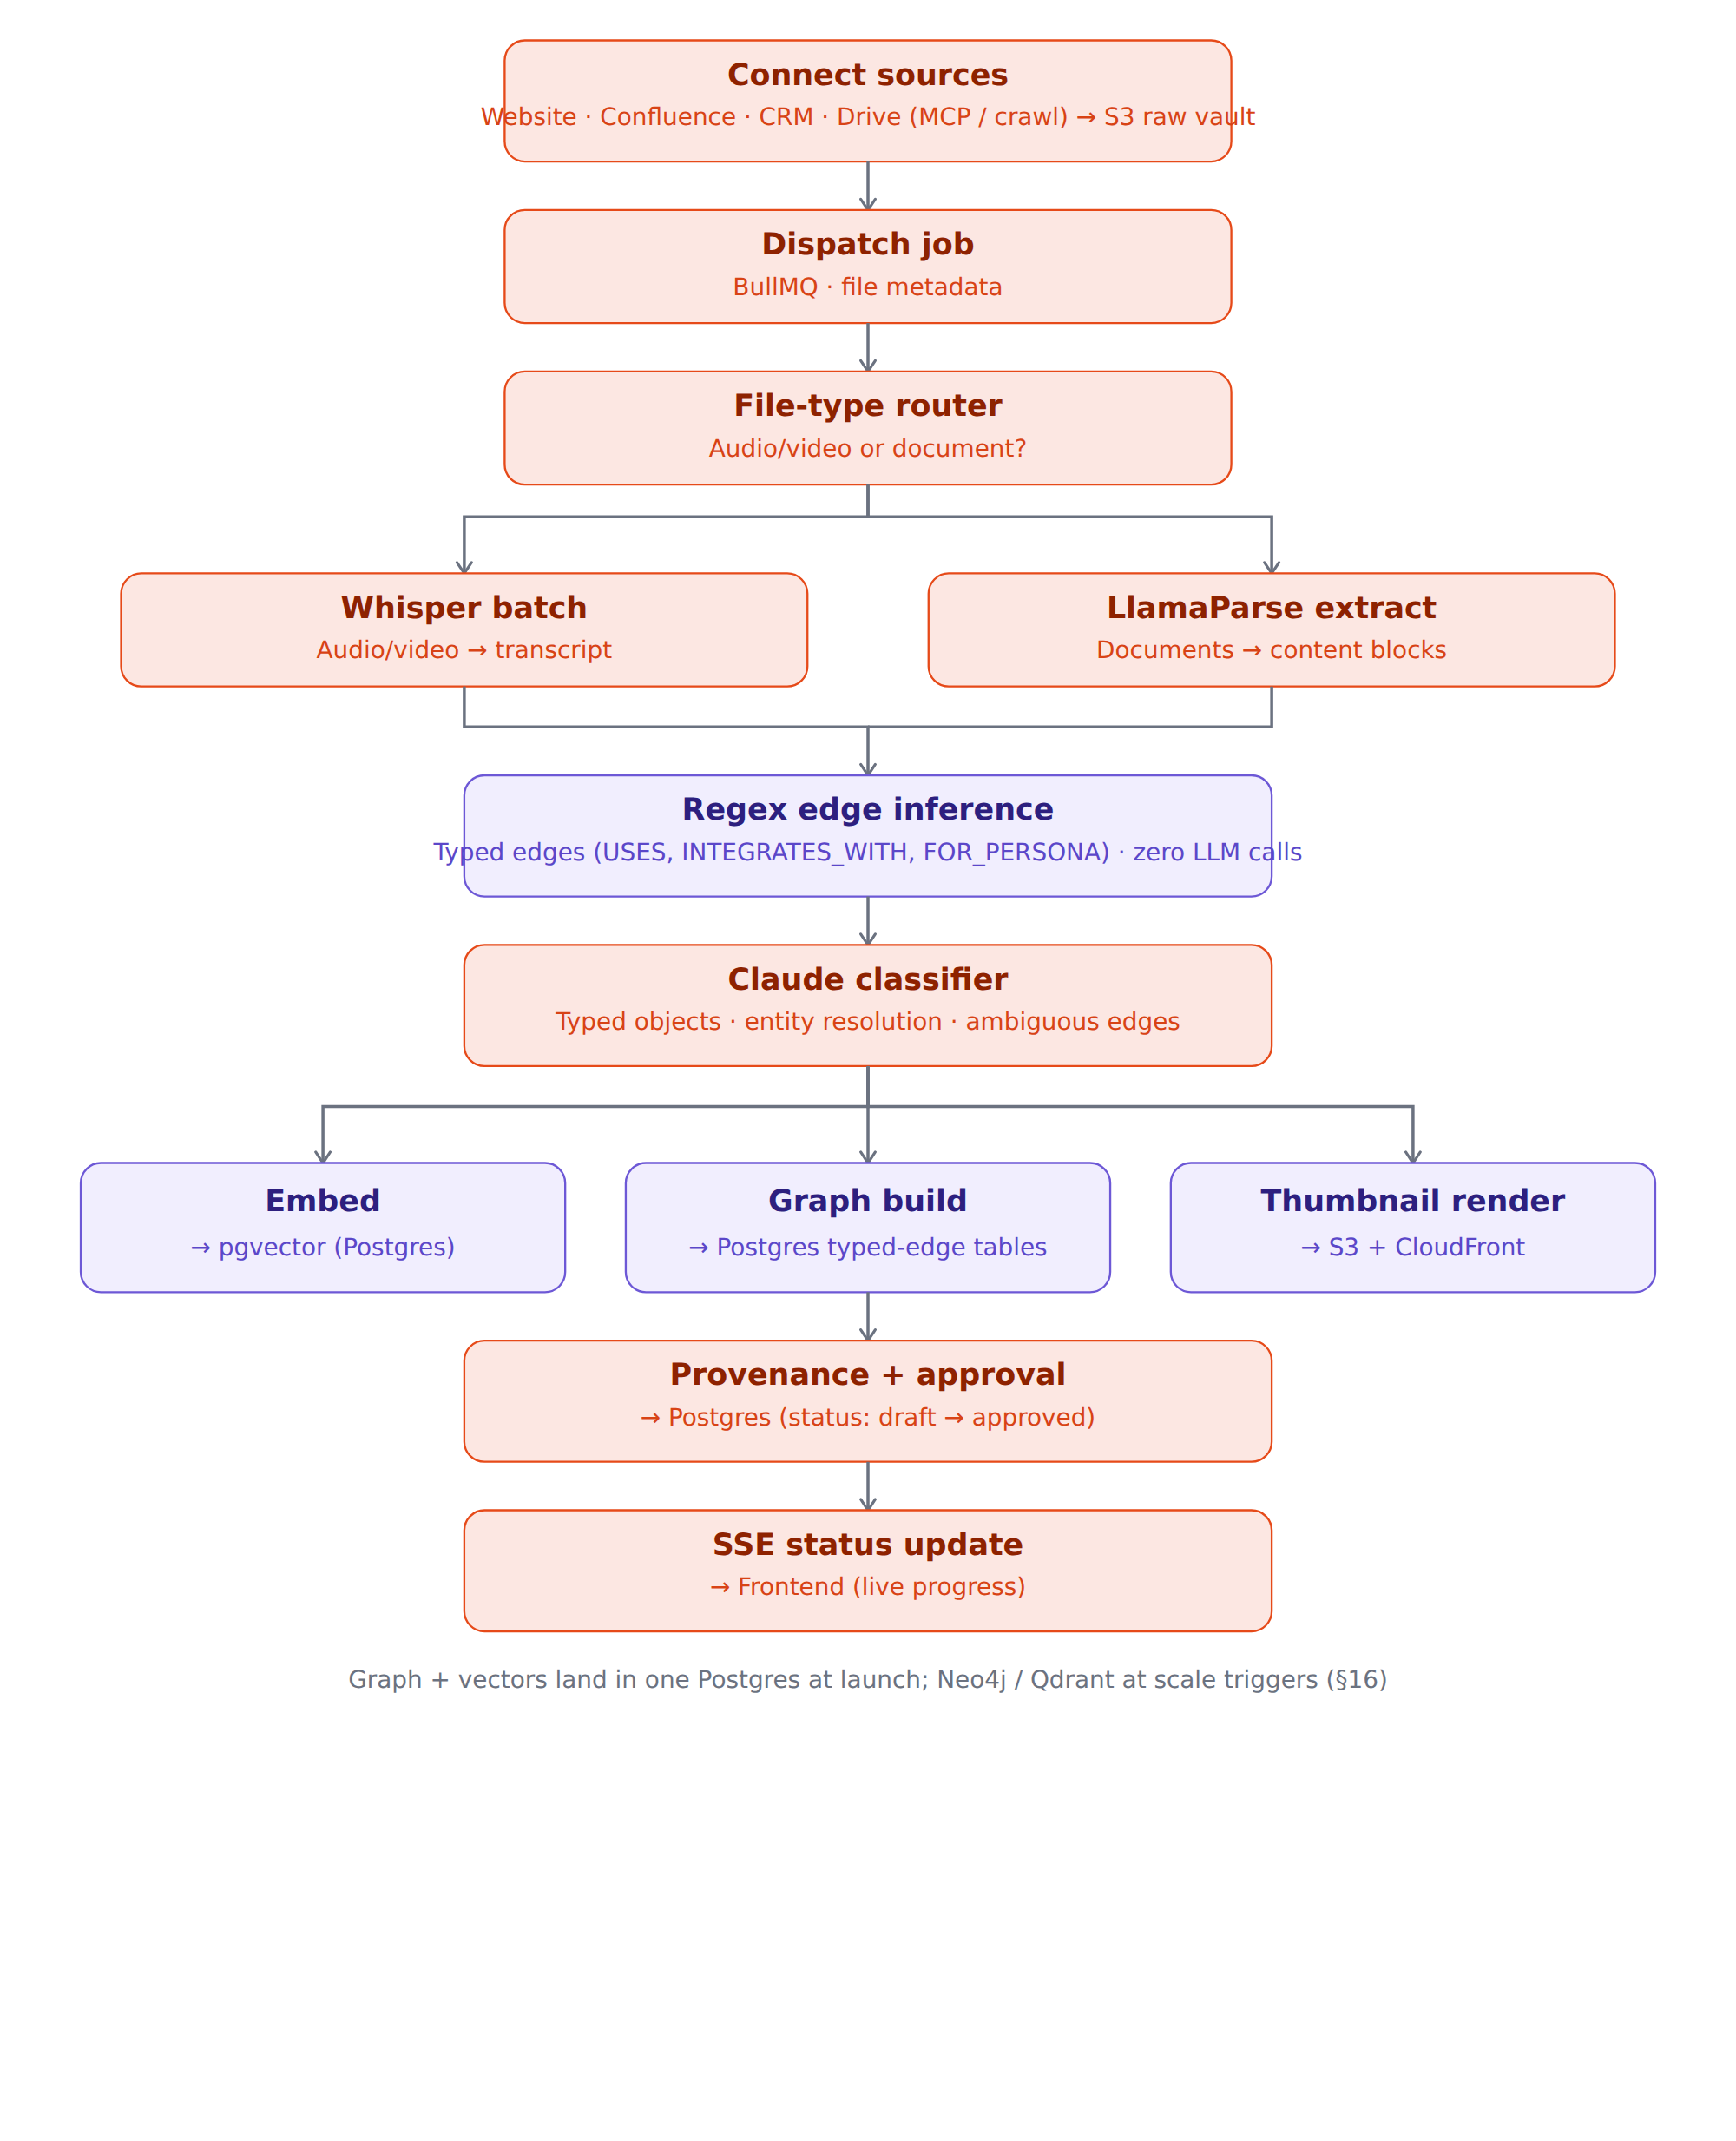 Connect sources
Website · Confluence · CRM · Drive (MCP / crawl) → S3 raw vault
Dispatch job
BullMQ · file metadata
File-type router
Audio/video or document?
Whisper batch
Audio/video → transcript
LlamaParse extract
Documents → content blocks
Regex edge inference
Typed edges (USES, INTEGRATES_WITH, FOR_PERSONA) · zero LLM calls
Claude classifier
Typed objects · entity resolution · ambiguous edges
Embed
→ pgvector (Postgres)
Graph build
→ Postgres typed-edge tables
Thumbnail render
→ S3 + CloudFront
Provenance + approval
→ Postgres (status: draft → approved)
SSE status update
→ Frontend (live progress)
Graph + vectors land in one Postgres at launch; Neo4j / Qdrant at scale triggers (§16)